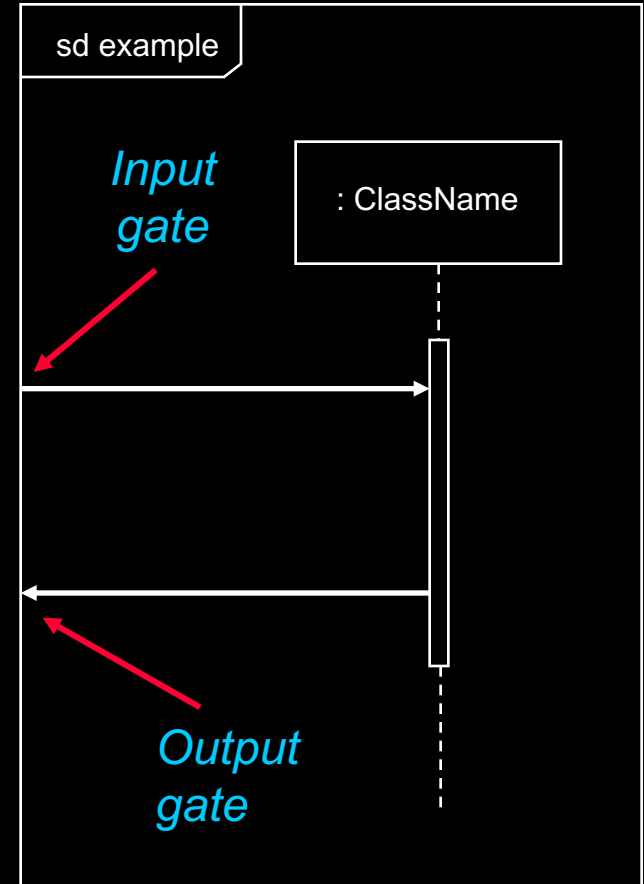 sd example
Input
gate
: ClassName
Output
gate